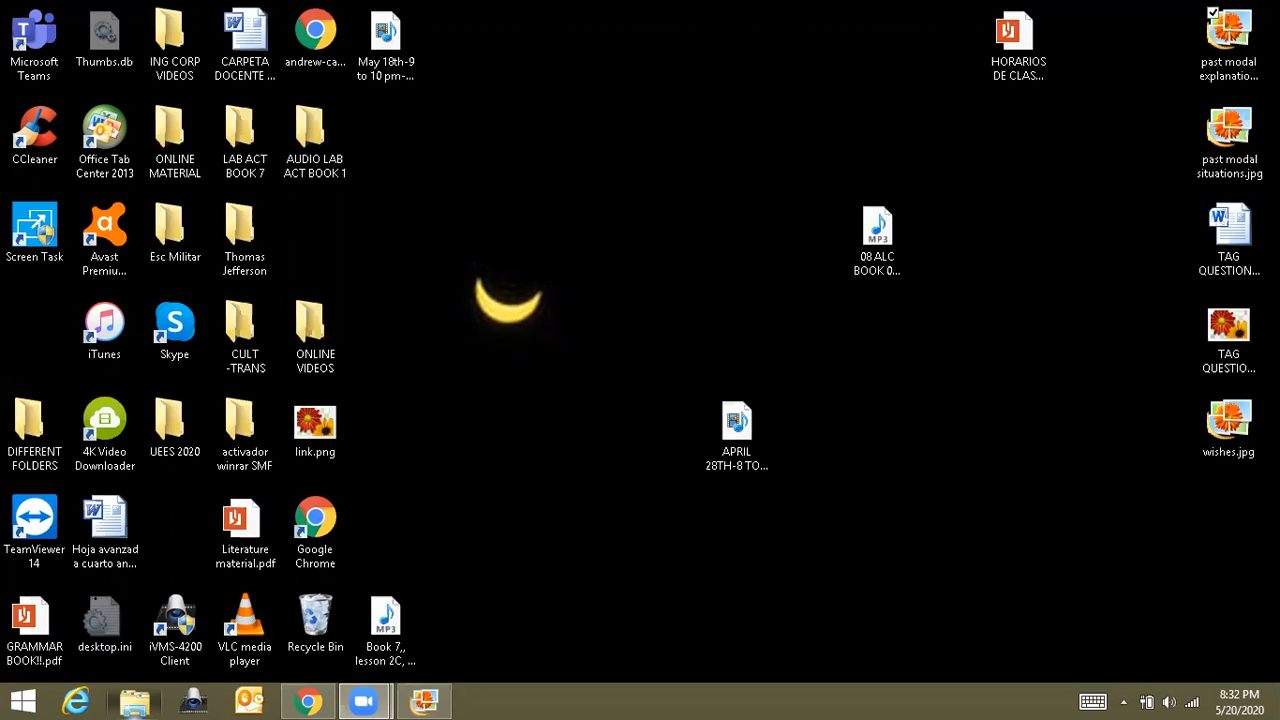 Microsoft
Teams
Thumbs.db
ING CORP
VIDEOS
CARPETA
DOCENTE ...
andrew-ca...
May 18th-9
to 10 pm-...
HORARIOS
DE CLAS...
past modal
explanatio...
CCleaner
Office Tab
Center 2013
ONLINE
MATERIAL
LAB ACT
BOOK 7
AUDIO LAB
ACT BOOK 1
past modal
situations.jpg
Screen Task
Avast
Premiu...
Esc Militar
Thomas
Jefferson
MP3
08 ALC
BOOK 0...
TAG
QUESTION...
iTunes
Skype
CULT
-TRANS
ONLINE
VIDEOS
TAG
QUESTIO...
DIFFERENT
FOLDERS
4K Video
Downloader
UEES 2020
activador
winrar SMF
link.png
APRIL
28TH-8 TO...
wishes.jpg
TeamViewer
14
Hoja avanzad
a cuarto an...
Literature
material.pdf
Google
Chrome
GRAMMAR
BOOK!!.pdf
desktop.ini
iVMS-4200
Client
VLC media
player
Recycle Bin
MP3
Book 7,,
lesson 2C, ...
8:32 PM
5/20/2020